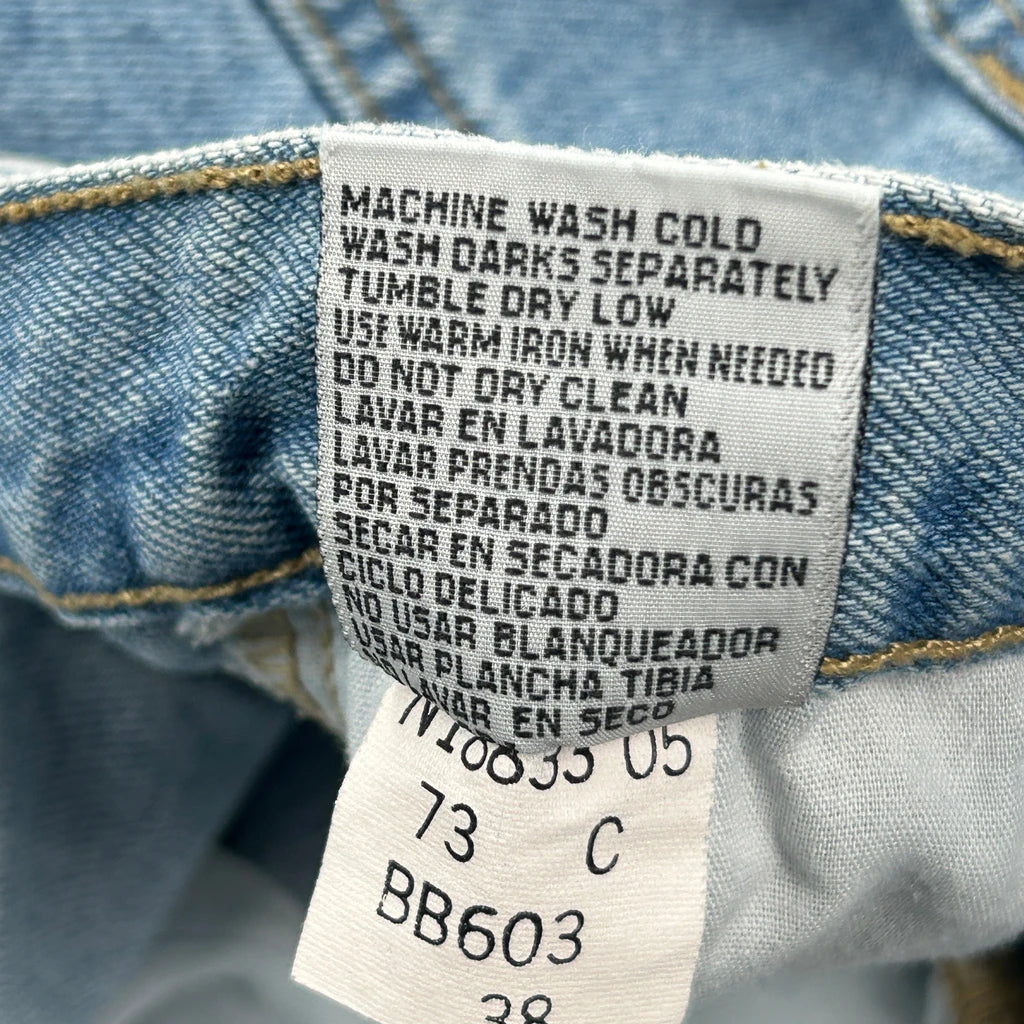 MACHINE WASH COLD
WASH DARKS SEPARATELY
TUMBLE DRY LOW
USE WARM IRON WHEN NEEDED
DO NOT DRY CLEAN
LAVAR EN LAVADORA
LAVAR PRENDAS OBSCURAS
POR SEPARADO
SECAR EN SECADORA CON
CICLO DELICADO
NO USAR BLANQUEADOR
USAR PLANCHA TIBIA
LAVAR EN SECO
05
73 C
BB603
38